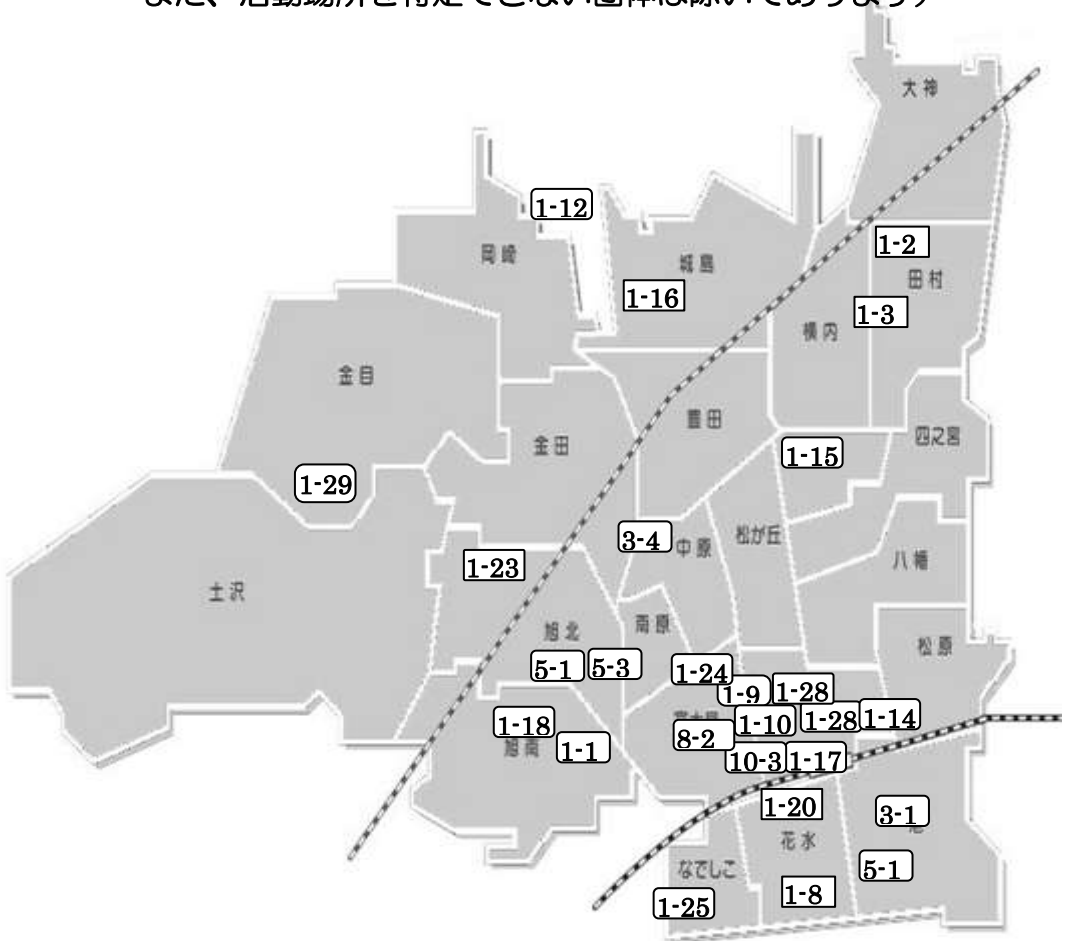 大神
1-12
1-2
岡崎
城島
田村
1-16
1-3
横内
金目
豊田
四之宮
金田
1-15
1-29
3-4
中原
松が丘
八幡
1-23
土沢
南原
旭北
松原
5-1
5-3
1-24
1-9
1-28
1-18
1-10
1-28
1-14
8-2
旭南
1-1
10-3
1-17
1-20
3-1
花水
なでしこ
5-1
1-25
1-8